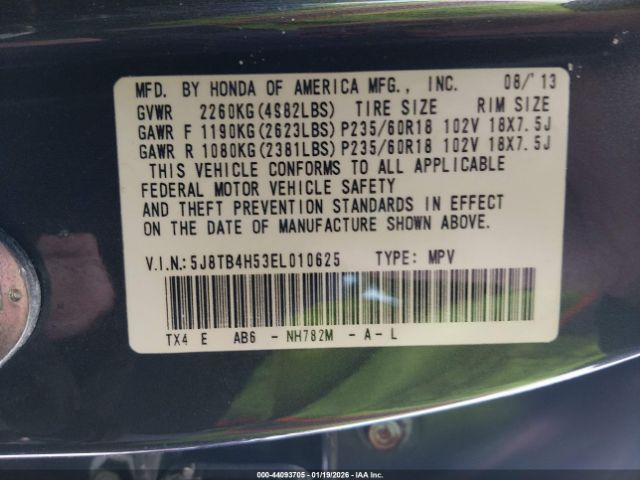 MFD. BY HONDA OF AMERICA MFG., INC. 08/'13
GVWR 2260KG(4982LBS) TIRE SIZE RIM SIZE
GAWR F 1190KG(2623LBS) P235/60R18 102V 18X7.5J
GAWR R 1080KG(2381LBS) P235/60R18 102V 18X7.5J
THIS VEHICLE CONFORMS TO ALL APPLICABLE
FEDERAL MOTOR VEHICLE SAFETY
AND THEFT PREVENTION STANDARDS IN EFFECT
ON THE DATE OF MANUFACTURE SHOWN ABOVE.
V.I.N.: 5J8TB4H53EL010625 TYPE: MPV
TX4 E AB6 - NH782M - A - L
000-44093705 - 01/19/2026 - IAA Inc.